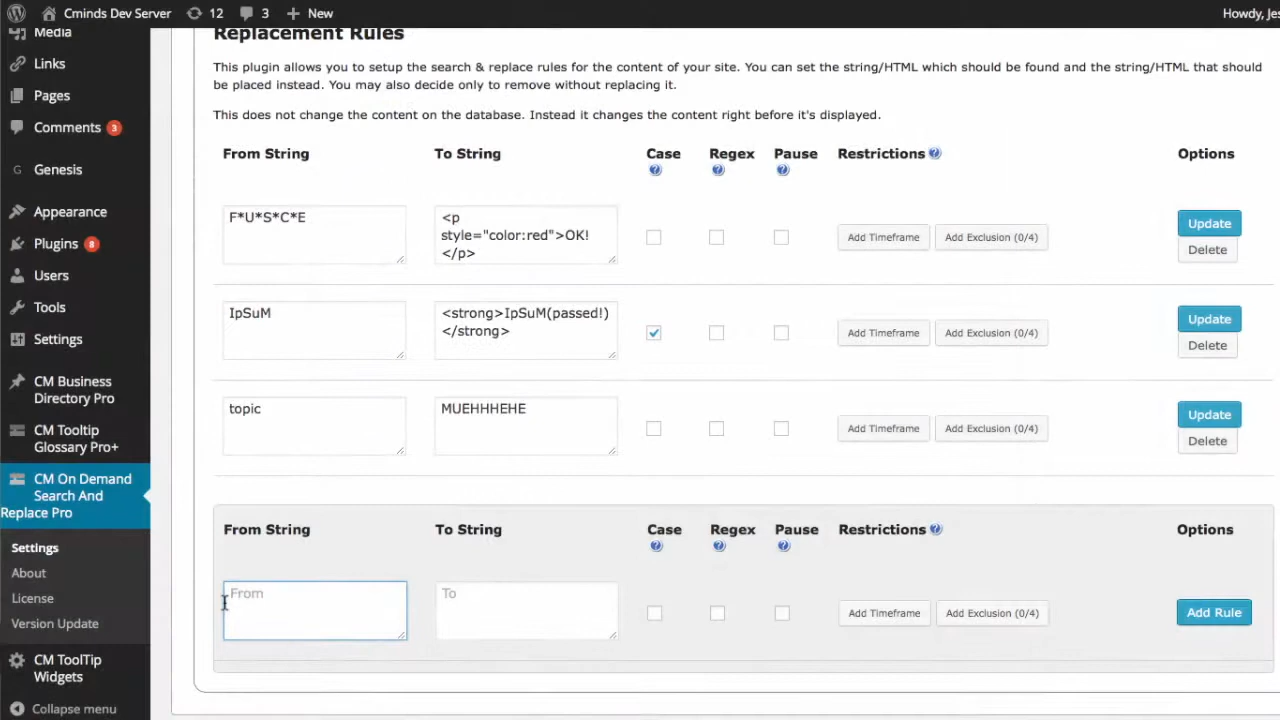 Cminds Dev Server 12 3 New Howdy, Jes
Media
Links
Pages
Comments 3
Genesis
Appearance
Plugins 8
Users
Tools
Settings
CM Business
Directory Pro
CM Tooltip
Glossary Pro+
CM On Demand
Search And
Replace Pro
Settings
About
License
Version Update
CM ToolTip
Widgets
Collapse menu
Replacement Rules
This plugin allows you to setup the search & replace rules for the content of your site. You can set the string/HTML which should be found and the string/HTML that should
be placed instead. You may also decide only to remove without replacing it.
This does not change the content on the database. Instead it changes the content right before it's displayed.
From String To String Case Regex Pause Restrictions Options
F*U*S*C*E
<p
style="color:red">OK!
</p>
Add Timeframe Add Exclusion (0/4)
Update
Delete
IpSuM
<strong>IpSuM(passed!)
</strong>
Add Timeframe Add Exclusion (0/4)
Update
Delete
topic
MUEHHHEHE
Add Timeframe Add Exclusion (0/4)
Update
Delete
From String To String Case Regex Pause Restrictions Options
From
To
Add Timeframe Add Exclusion (0/4)
Add Rule